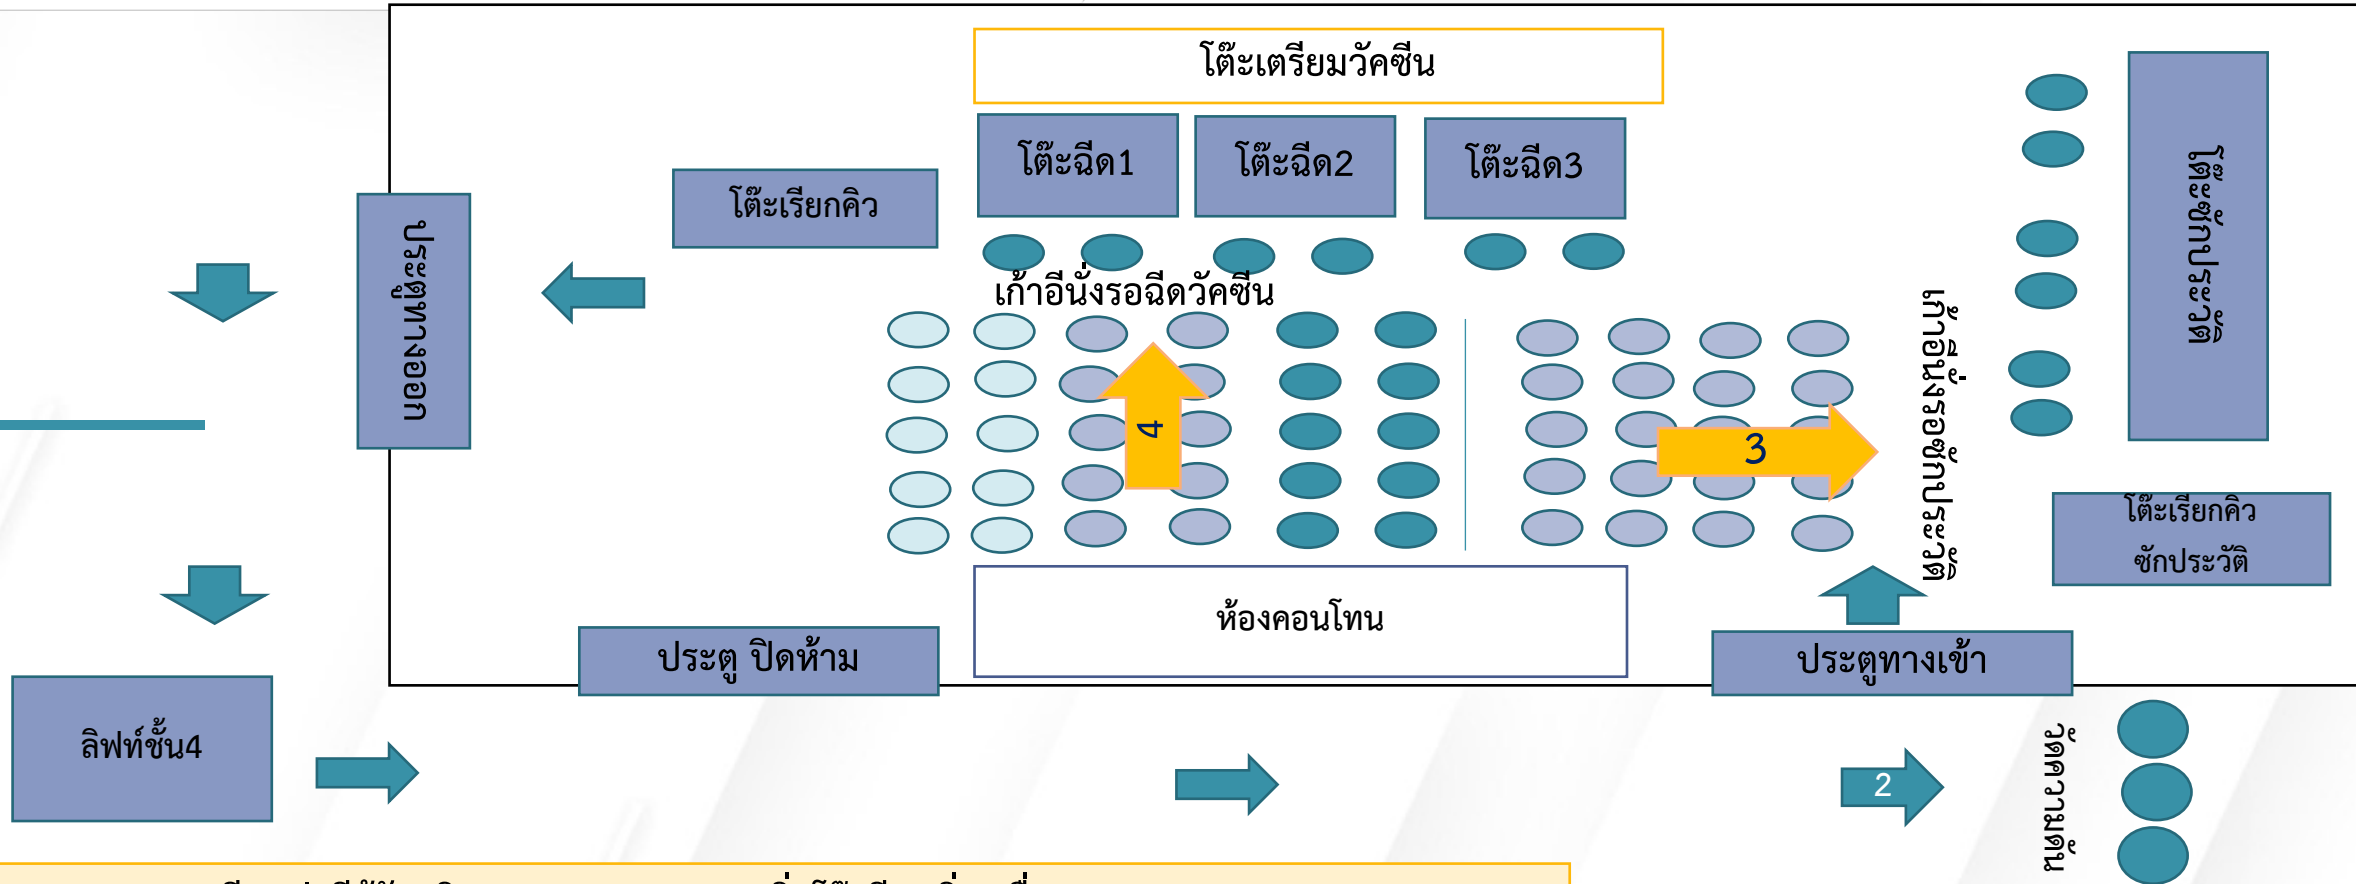 โต๊ะเตรียมวัคซีน
โต๊ะฉีด1
โต๊ะฉีด2
โต๊ะฉีด3
โต๊ะเรียกคิว
ประตูทางออก
เก้าอีนั่งรอฉีดวัคซีน
โต๊ะซักประวัติ
เก้าอีนั่งรอซักประวัติ
4
3
โต๊ะเรียกคิว
ซักประวัติ
ห้องคอนโทน
ประตู ปิดห้าม
ประตูทางเข้า
ลิฟท์ชั้น4
2
วัดความดัน